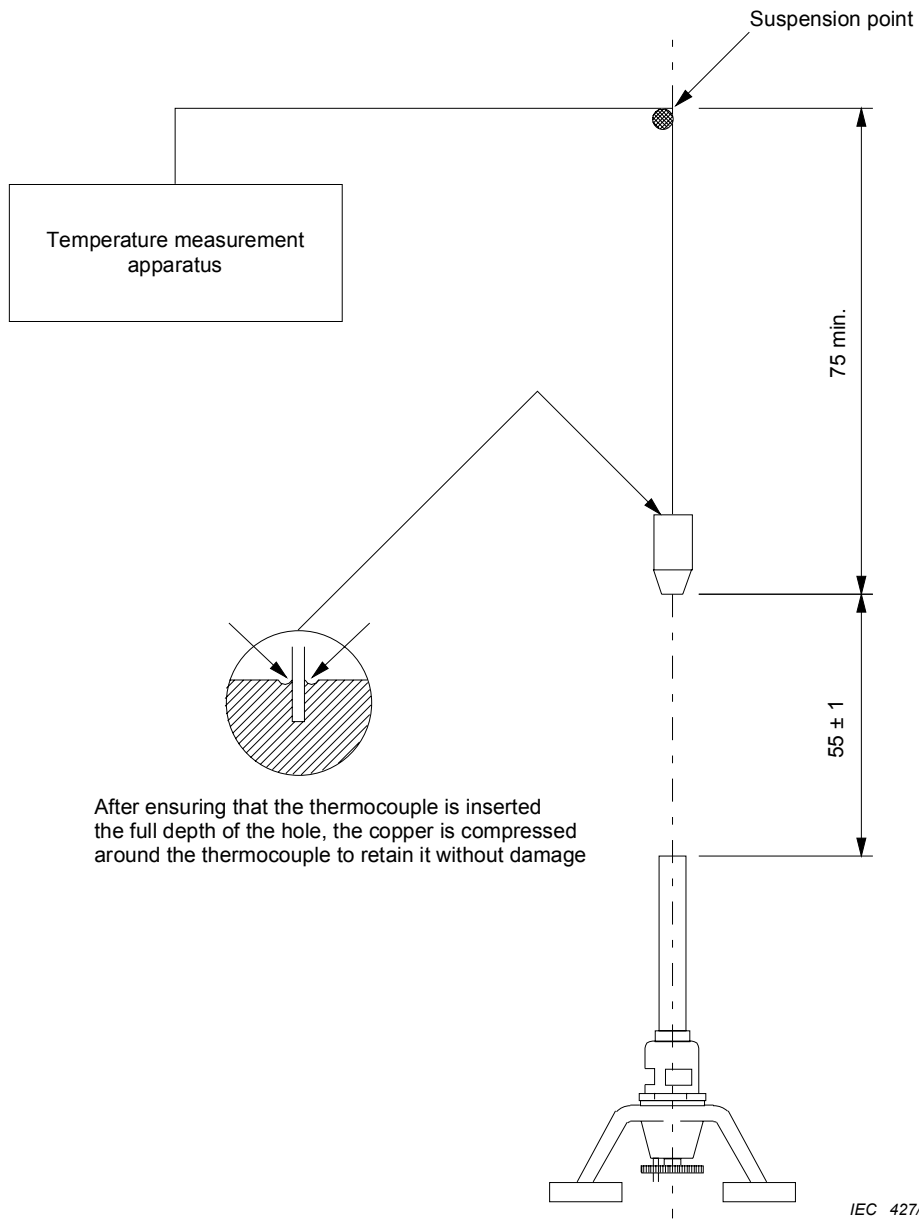 Suspension point
Temperature measurement
apparatus
75 min.
55 ± 1
After ensuring that the thermocouple is inserted
the full depth of the hole, the copper is compressed
around the thermocouple to retain it without damage
IEC 427/